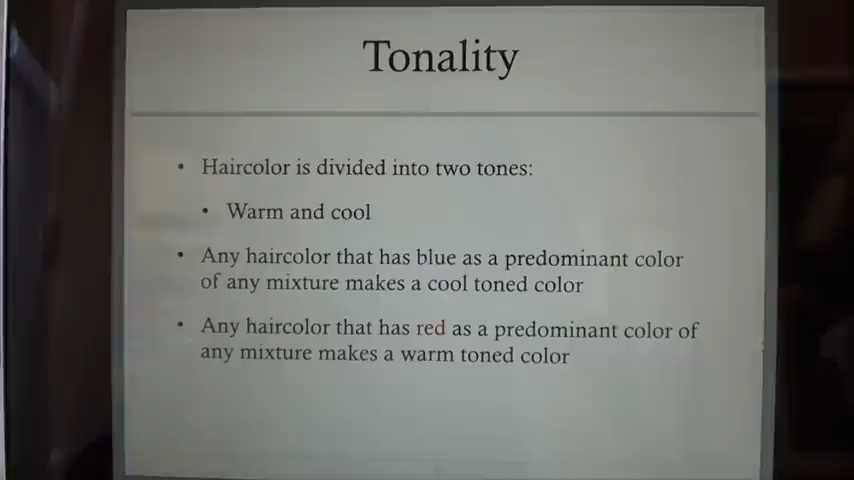 Tonality
• Haircolor is divided into two tones:
• Warm and cool
• Any haircolor that has blue as a predominant color
of any mixture makes a cool toned color
• Any haircolor that has red as a predominant color of
any mixture makes a warm toned color